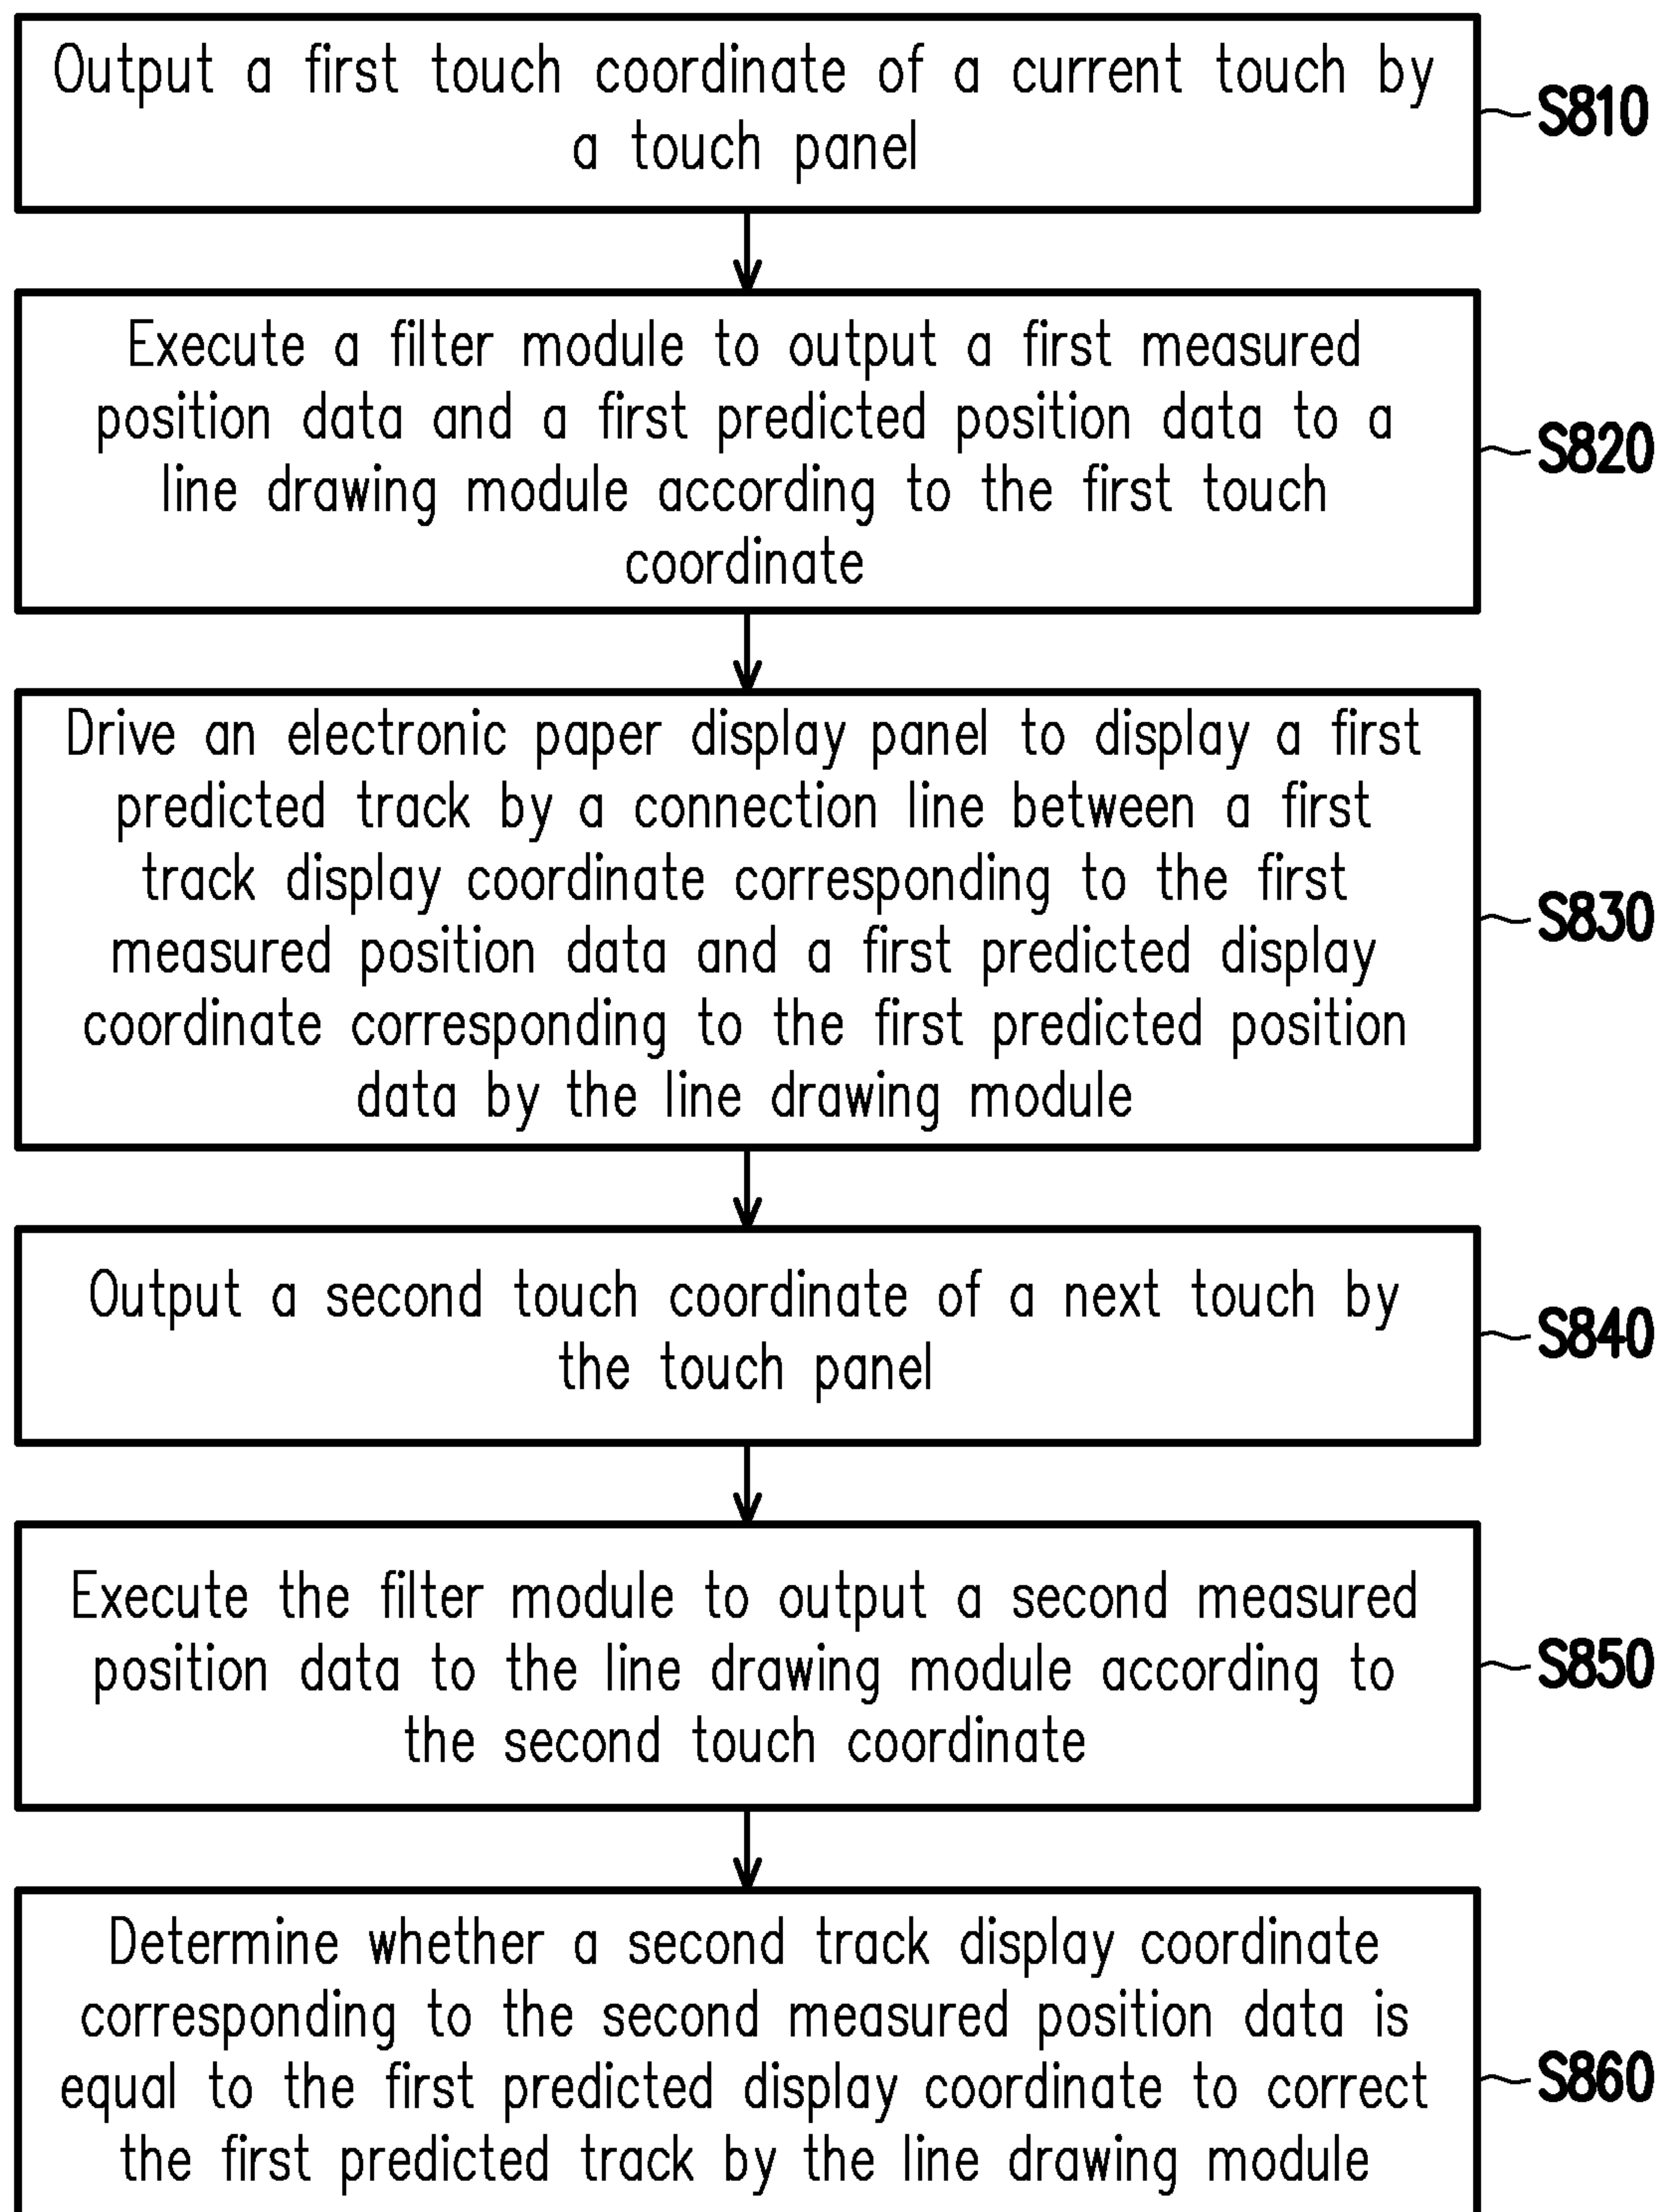 Output a first touch coordinate of a current touch by
a touch panel
S810
Execute a filter module to output a first measured
position data and a first predicted position data to a
line drawing module according to the first touch
coordinate
S820
Drive an electronic paper display panel to display a first
predicted track by a connection line between a first
track display coordinate corresponding to the first
measured position data and a first predicted display
coordinate corresponding to the first predicted position
data by the line drawing module
S830
Output a second touch coordinate of a next touch by
the touch panel
S840
Execute the filter module to output a second measured
position data to the line drawing module according to
the second touch coordinate
S850
Determine whether a second track display coordinate
corresponding to the second measured position data is
equal to the first predicted display coordinate to correct
the first predicted track by the line drawing module
S860